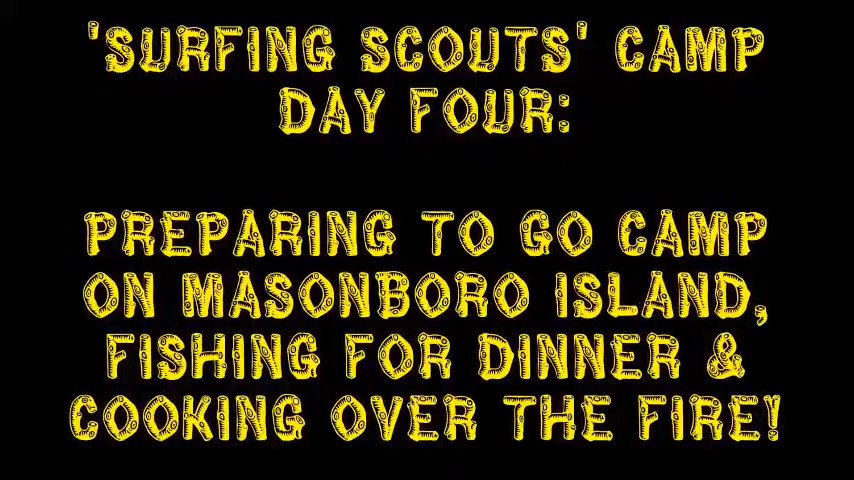 'SURFING SCOUTS' CAMP
DAY FOUR:
PREPARING TO GO CAMP
ON MASONBORO ISLAND,
FISHING FOR DINNER &
COOKING OVER THE FIRE!